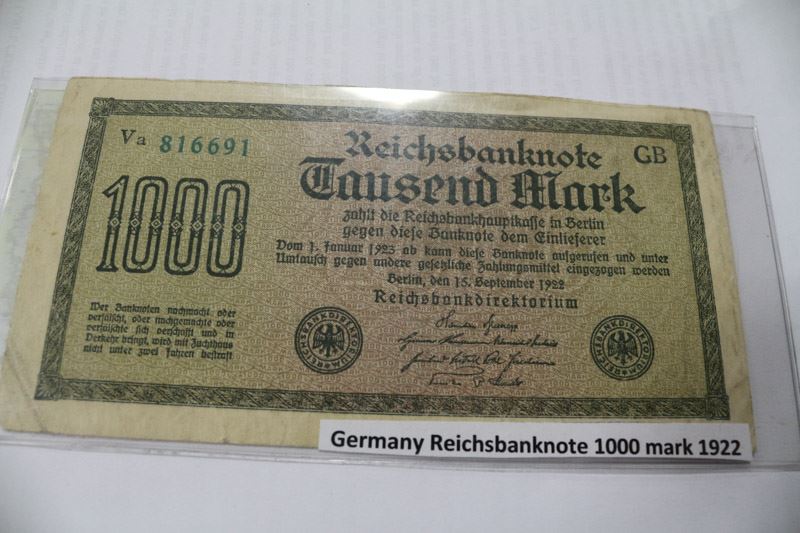 Va 816691
Reichsbanknote
GB
Tausend Mark
1000
zahlt die Reichsbankhauptkasse in Berlin
gegen diese Banknote dem Einlieferer
Vom 1. Januar 1923 ab kann diese Banknote aufgerufen und unter
Umtausch gegen andere gesetzliche Zahlungsmittel eingezogen werden
Berlin, den 15. September 1922
Reichsbankdirektorium
Wer Banknoten nachmacht oder
verfälscht, oder nachgemachte oder
verfälschte sich verschafft und in
Verkehr bringt, wird mit Zuchthaus
nicht unter zwei Jahren bestraft
REICHSBANKDIREKTORIUM
REICHSBANKDIREKTORIUM
Germany Reichsbanknote 1000 mark 1922